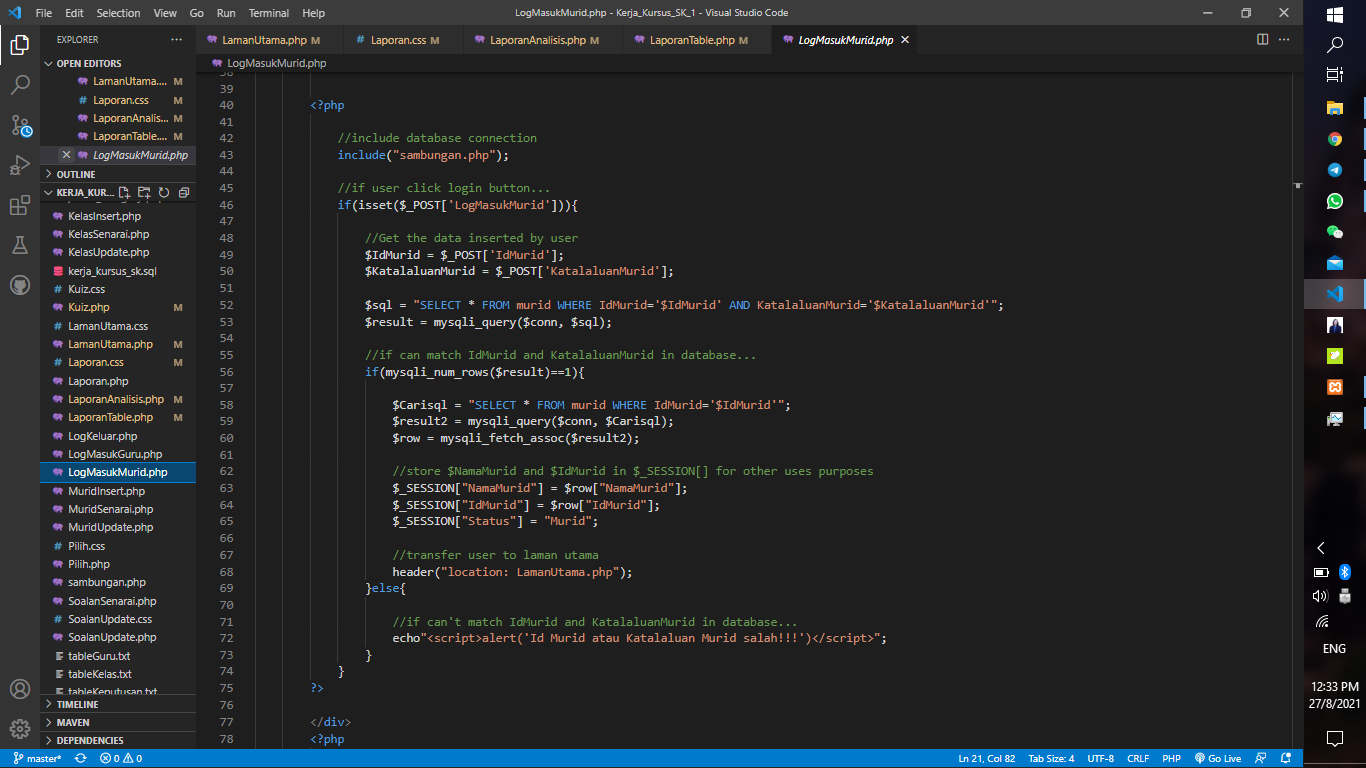 File Edit Selection View Go Run Terminal Help
LogMasukMurid.php - Kerja_Kursus_SK_1 - Visual Studio Code
EXPLORER
OPEN EDITORS
LamanUtama.... M
Laporan.css M
LaporanAnalis... M
LaporanTable.... M
LogMasukMurid.php
OUTLINE
KERJA_KUR...
KelasInsert.php
KelasSenarai.php
KelasUpdate.php
kerja_kursus_sk.sql
Kuiz.css
Kuiz.php M
LamanUtama.css
LamanUtama.php M
Laporan.css M
Laporan.php
LaporanAnalisis.php M
LaporanTable.php M
LogKeluar.php
LogMasukGuru.php
LogMasukMurid.php
MuridInsert.php
MuridSenarai.php
MuridUpdate.php
Pilih.css
Pilih.php
sambungan.php
SoalanSenarai.php
SoalanUpdate.css
SoalanUpdate.php
tableGuru.txt
tableKelas.txt
tableKeputusan.txt
TIMELINE
MAVEN
DEPENDENCIES
LamanUtama.php M Laporan.css M LaporanAnalisis.php M LaporanTable.php M LogMasukMurid.php
LogMasukMurid.php
38
39
40 <?php
41
42 //include database connection
43 include("sambungan.php");
44
45 //if user click login button...
46 if(isset($_POST['LogMasukMurid'])){
47
48 //Get the data inserted by user
49 $IdMurid = $_POST['IdMurid'];
50 $KatalaluanMurid = $_POST['KatalaluanMurid'];
51
52 $sql = "SELECT * FROM murid WHERE IdMurid='$IdMurid' AND KatalaluanMurid='$KatalaluanMurid'";
53 $result = mysqli_query($conn, $sql);
54
55 //if can match IdMurid and KatalaluanMurid in database...
56 if(mysqli_num_rows($result)==1){
57
58 $Carisql = "SELECT * FROM murid WHERE IdMurid='$IdMurid'";
59 $result2 = mysqli_query($conn, $Carisql);
60 $row = mysqli_fetch_assoc($result2);
61
62 //store $NamaMurid and $IdMurid in $_SESSION[] for other uses purposes
63 $_SESSION["NamaMurid"] = $row["NamaMurid"];
64 $_SESSION["IdMurid"] = $row["IdMurid"];
65 $_SESSION["Status"] = "Murid";
66
67 //transfer user to laman utama
68 header("location: LamanUtama.php");
69 }else{
70
71 //if can't match IdMurid and KatalaluanMurid in database...
72 echo"<script>alert('Id Murid atau Katalaluan Murid salah!!!')</script>";
73 }
74 }
75 ?>
76
77 </div>
78 <?php
master* 0 0
Ln 21, Col 82 Tab Size: 4 UTF-8 CRLF PHP Go Live
ENG
12:33 PM
27/8/2021